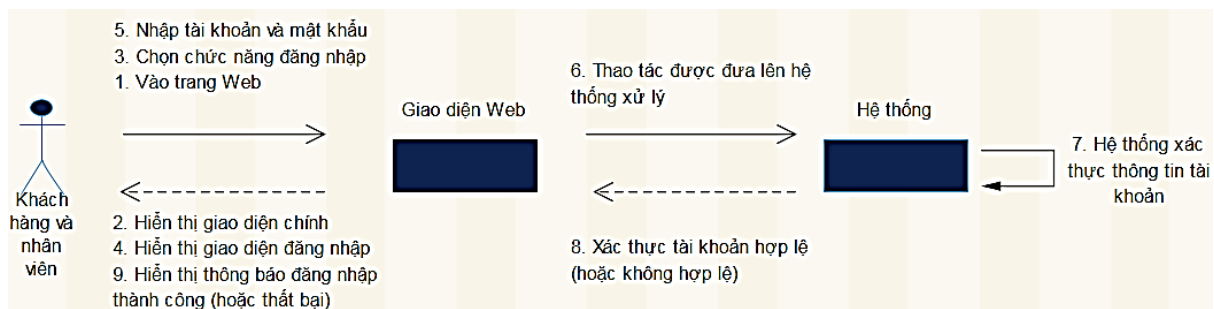 5. Nhập tài khoản và mật khẩu
3. Chọn chức năng đăng nhập
1. Vào trang Web
6. Thao tác được đưa lên hệ
thống xử lý
Giao diện Web
Hệ thống
7. Hệ thống xác
thực thông tin tài
khoản
Khách
hàng và
nhân
viên
2. Hiển thị giao diện chính
4. Hiển thị giao diện đăng nhập
9. Hiển thị thông báo đăng nhập
thành công (hoặc thất bại)
8. Xác thực tài khoản hợp lệ
(hoặc không hợp lệ)